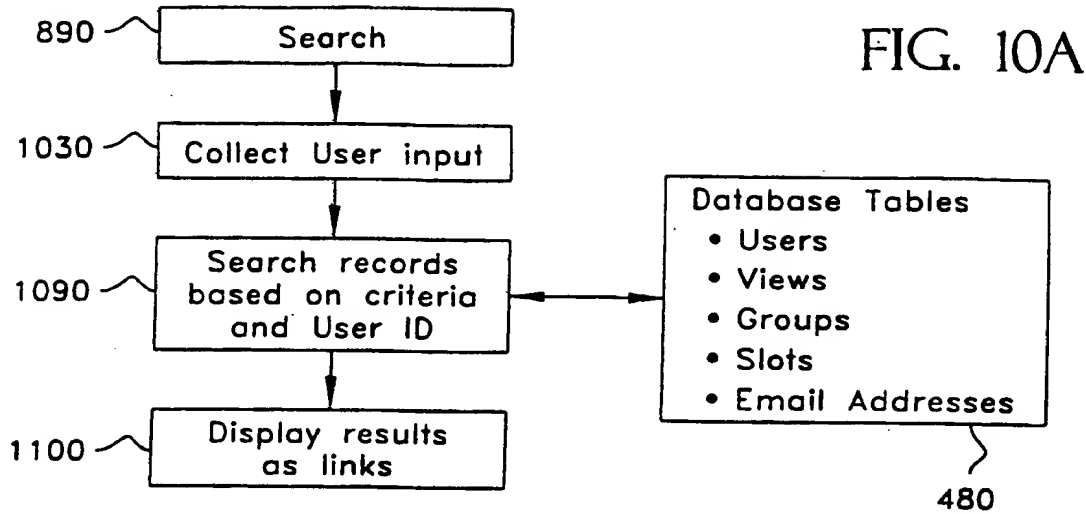 FIG. 10A
890
Search
1030
Collect User input
1090
Search records
based on criteria
and User ID
1100
Display results
as links
Database Tables
• Users
• Views
• Groups
• Slots
• Email Addresses
480